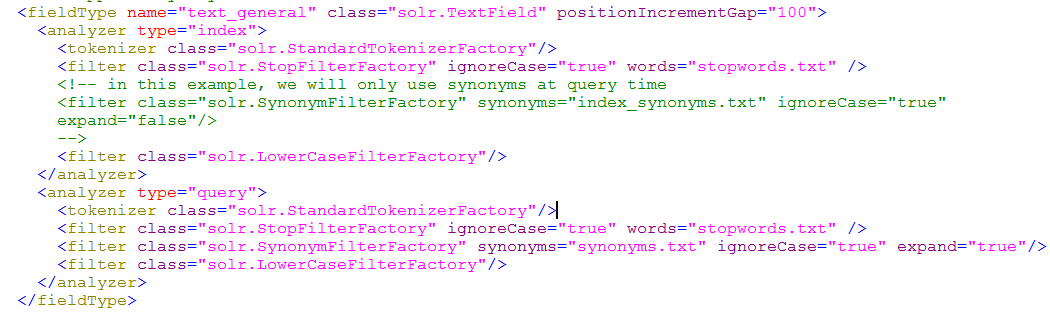 <fieldType name="text_general" class="solr.TextField" positionIncrementGap="100">
<analyzer type="index">
<tokenizer class="solr.StandardTokenizerFactory"/>
<filter class="solr.StopFilterFactory" ignoreCase="true" words="stopwords.txt" />
<!-- in this example, we will only use synonyms at query time
<filter class="solr.SynonymFilterFactory" synonyms="index_synonyms.txt" ignoreCase="true"
expand="false"/>
-->
<filter class="solr.LowerCaseFilterFactory"/>
</analyzer>
<analyzer type="query">
<tokenizer class="solr.StandardTokenizerFactory"/>
<filter class="solr.StopFilterFactory" ignoreCase="true" words="stopwords.txt" />
<filter class="solr.SynonymFilterFactory" synonyms="synonyms.txt" ignoreCase="true" expand="true"/>
<filter class="solr.LowerCaseFilterFactory"/>
</analyzer>
</fieldType>